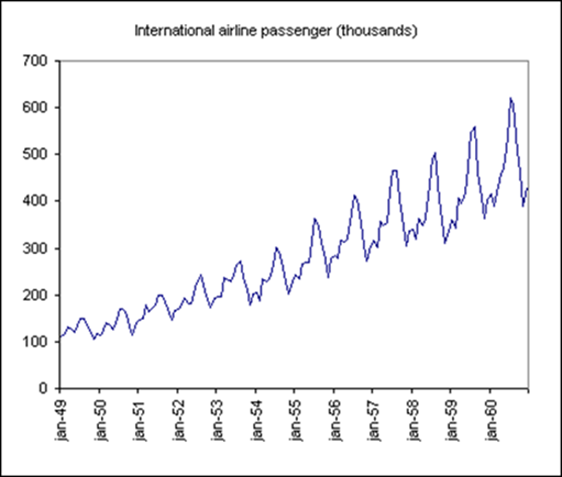 International airline passenger (thousands)
700
600
500
400
300
200
100
0
jan-49
jan-50
jan-51
jan-52
jan-53
jan-54
jan-55
jan-56
jan-57
jan-58
jan-59
jan-60